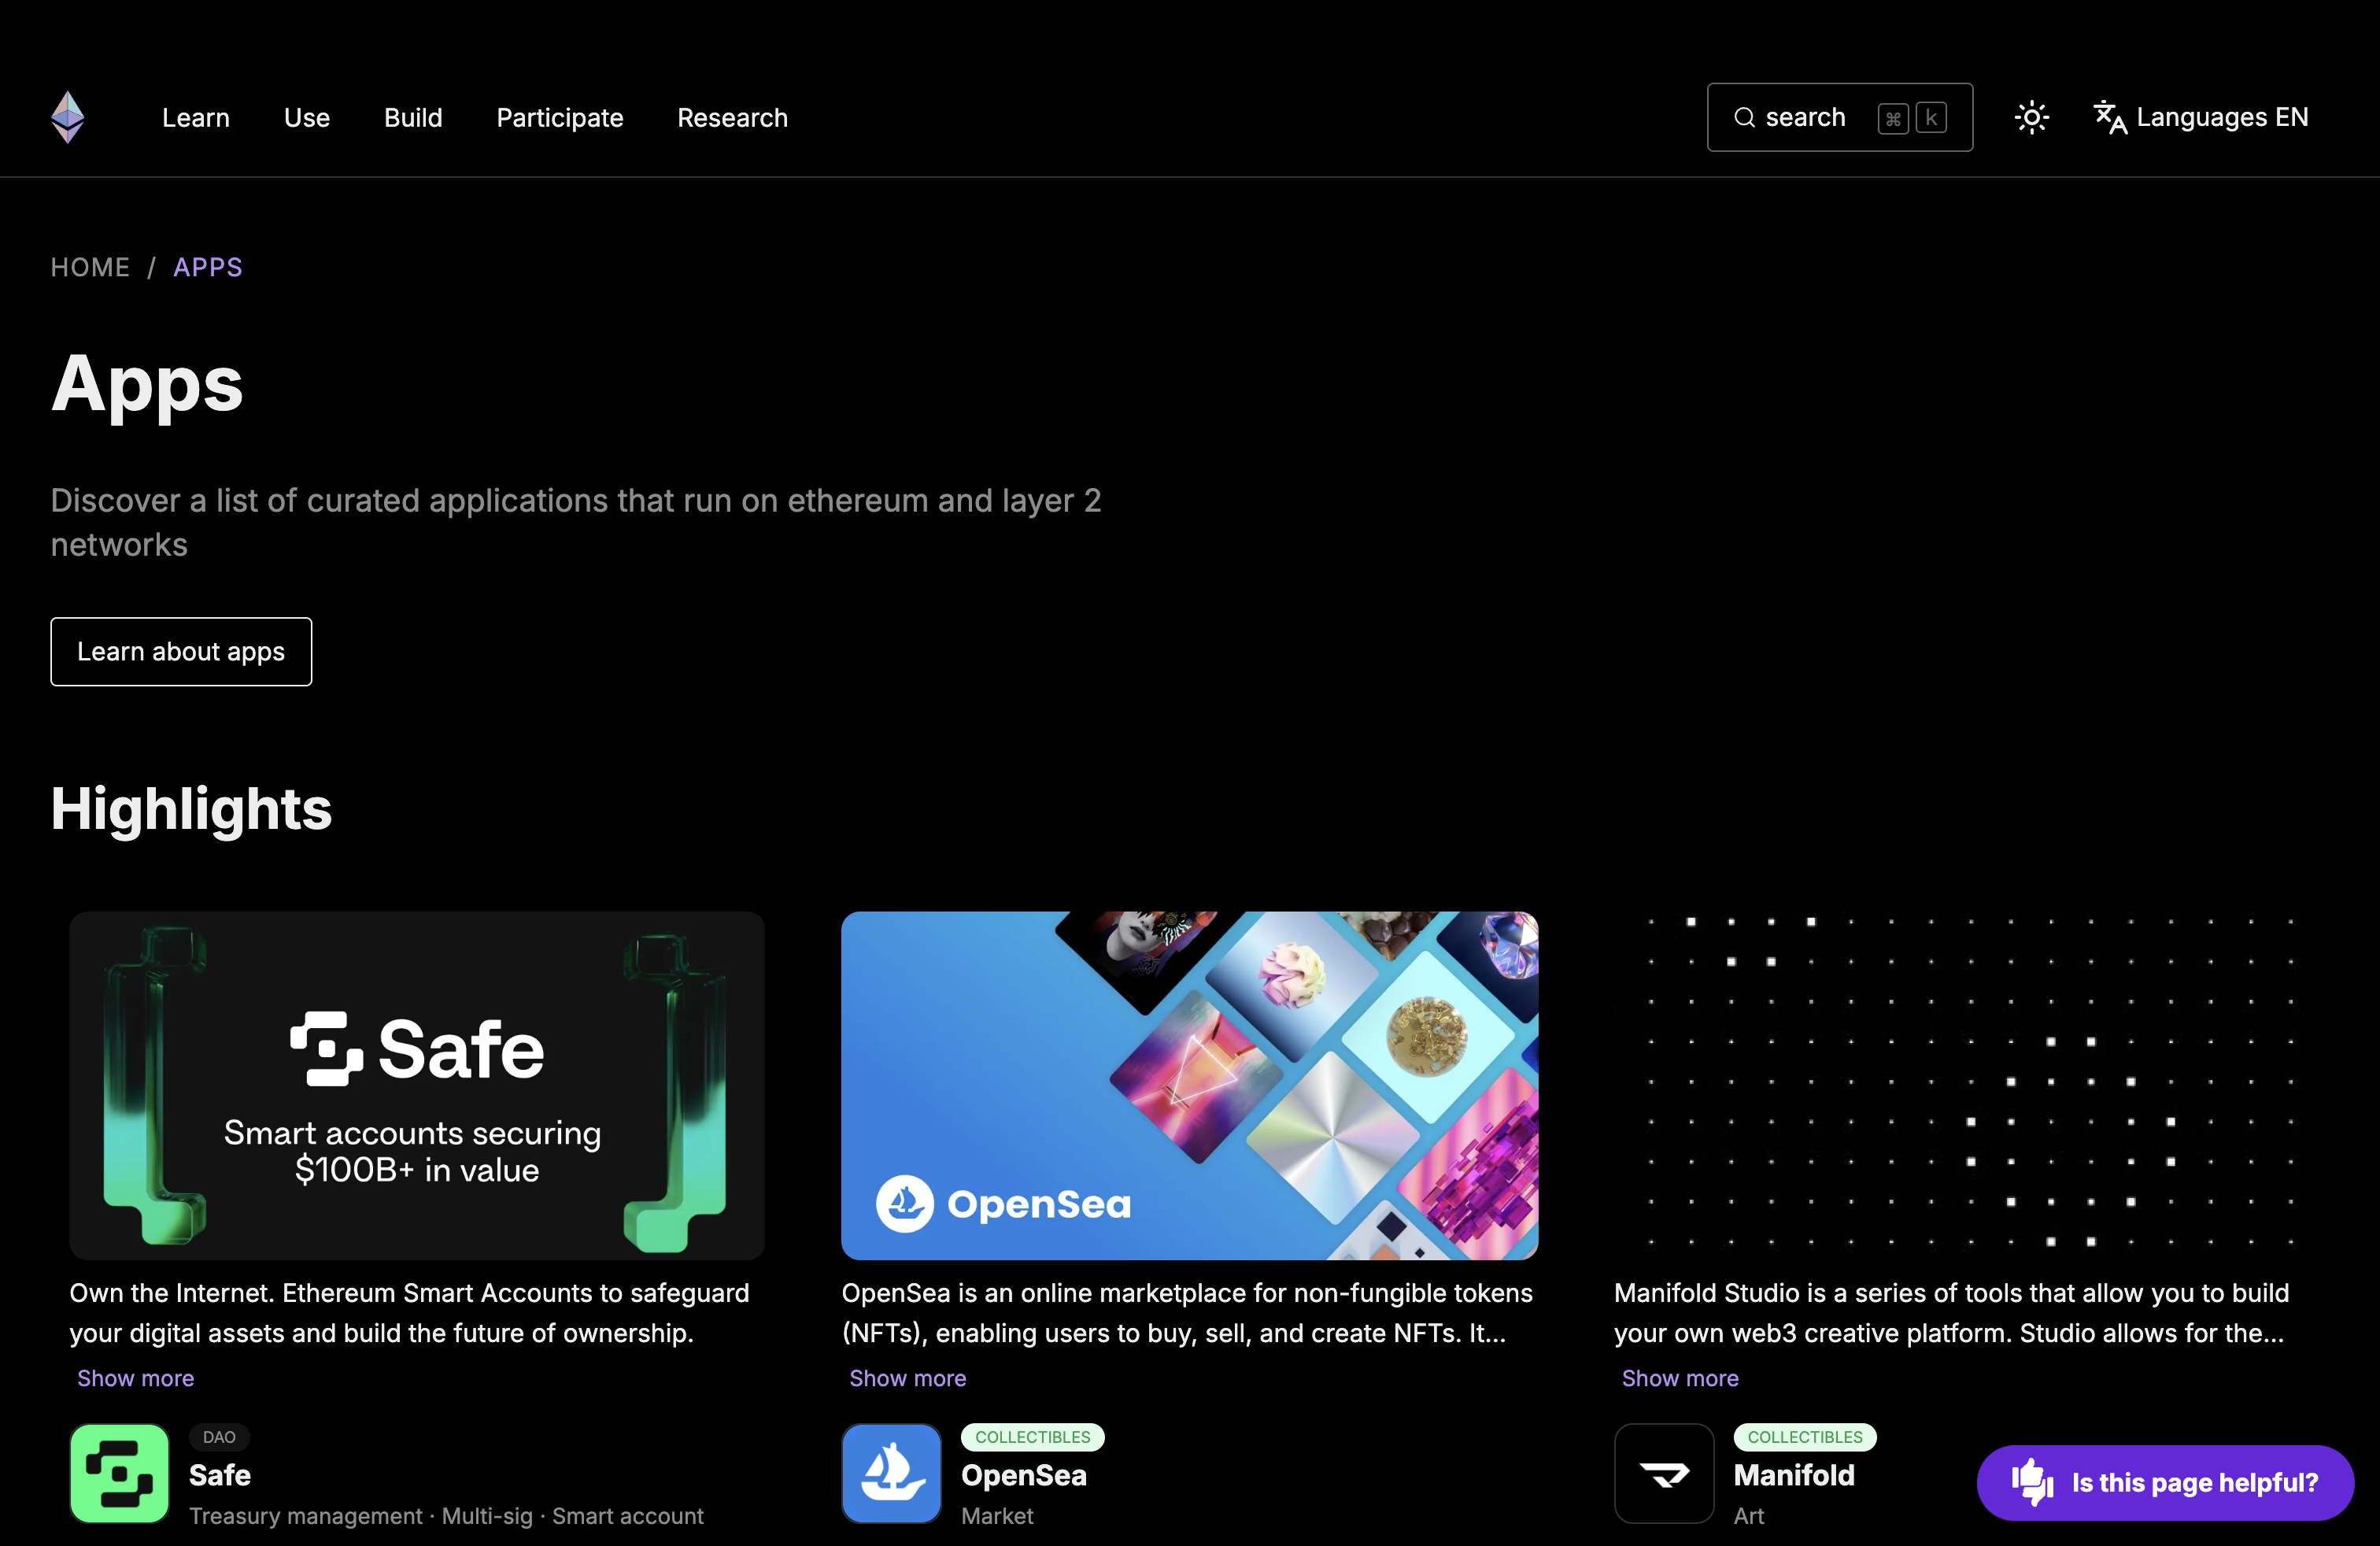 Learn Use Build Participate Research search ⌘ k Languages EN
HOME / APPS
Apps
Discover a list of curated applications that run on ethereum and layer 2
networks
Learn about apps
Highlights
Safe
Smart accounts securing
$100B+ in value
Own the Internet. Ethereum Smart Accounts to safeguard
your digital assets and build the future of ownership.
Show more
DAO
Safe
Treasury management · Multi-sig · Smart account
OpenSea
OpenSea is an online marketplace for non-fungible tokens
(NFTs), enabling users to buy, sell, and create NFTs. It...
Show more
COLLECTIBLES
OpenSea
Market
Manifold Studio is a series of tools that allow you to build
your own web3 creative platform. Studio allows for the...
Show more
COLLECTIBLES
Manifold
Art
Is this page helpful?